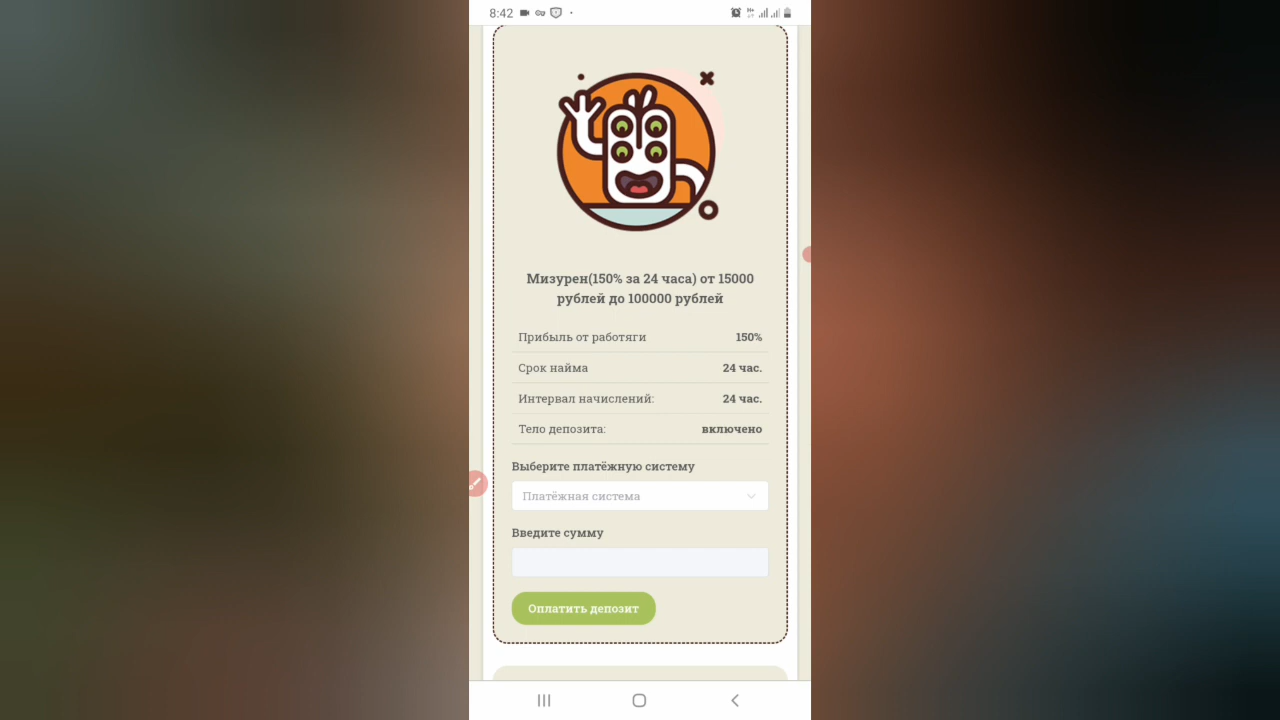 8:42
Мизурен(150% за 24 часа) от 15000
рублей до 100000 рублей
Прибыль от работяги 150%
Срок найма 24 час.
Интервал начислений: 24 час.
Тело депозита: включено
Выберите платёжную систему
Платёжная система
Введите сумму
Оплатить депозит